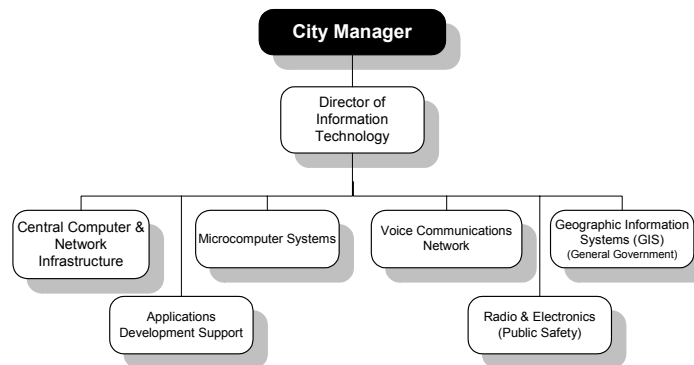 City Manager
Director of
Information
Technology
Central Computer &
Network
Infrastructure
Microcomputer Systems
Voice Communications
Network
Geographic Information
Systems (GIS)
(General Government)
Applications
Development Support
Radio & Electronics
(Public Safety)